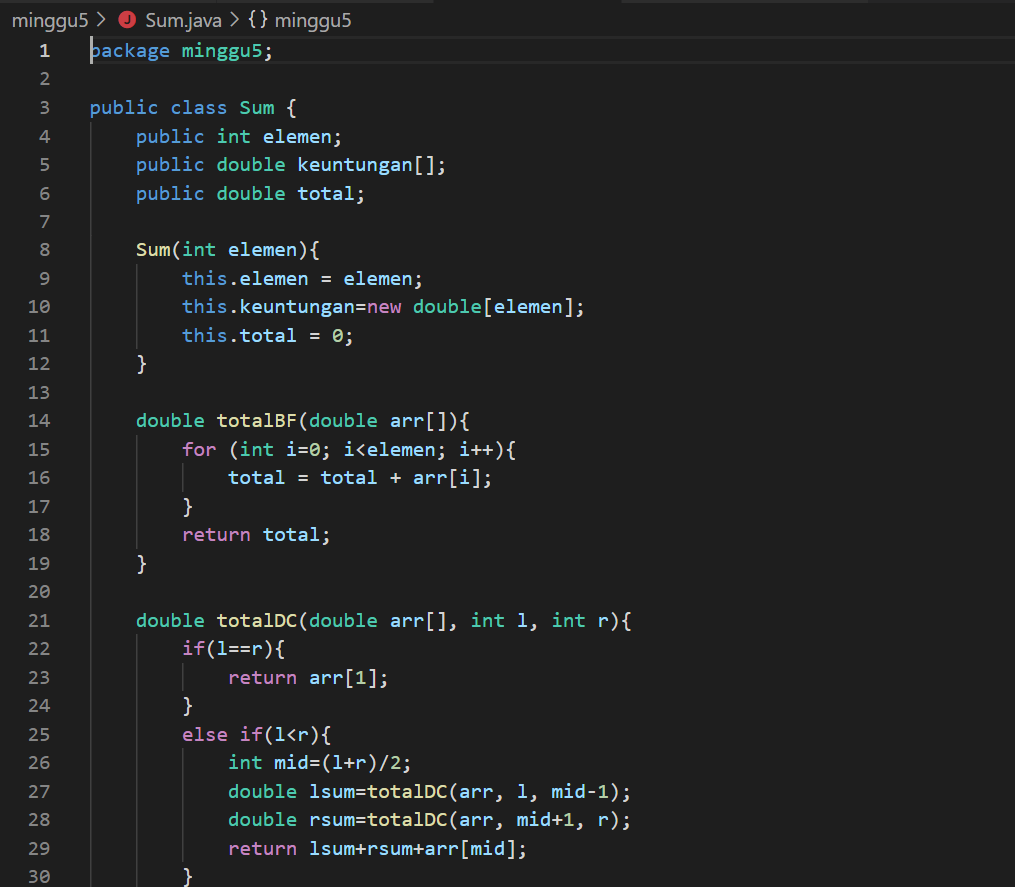 minggu5 > J Sum.java > {} minggu5
1 package minggu5;
2
3 public class Sum {
4     public int elemen;
5     public double keuntungan[];
6     public double total;
7
8     Sum(int elemen){
9         this.elemen = elemen;
10         this.keuntungan=new double[elemen];
11         this.total = 0;
12     }
13
14     double totalBF(double arr[]){
15         for (int i=0; i<elemen; i++){
16             total = total + arr[i];
17         }
18         return total;
19     }
20
21     double totalDC(double arr[], int l, int r){
22         if(l==r){
23             return arr[1];
24         }
25         else if(l<r){
26             int mid=(l+r)/2;
27             double lsum=totalDC(arr, l, mid-1);
28             double rsum=totalDC(arr, mid+1, r);
29             return lsum+rsum+arr[mid];
30         }